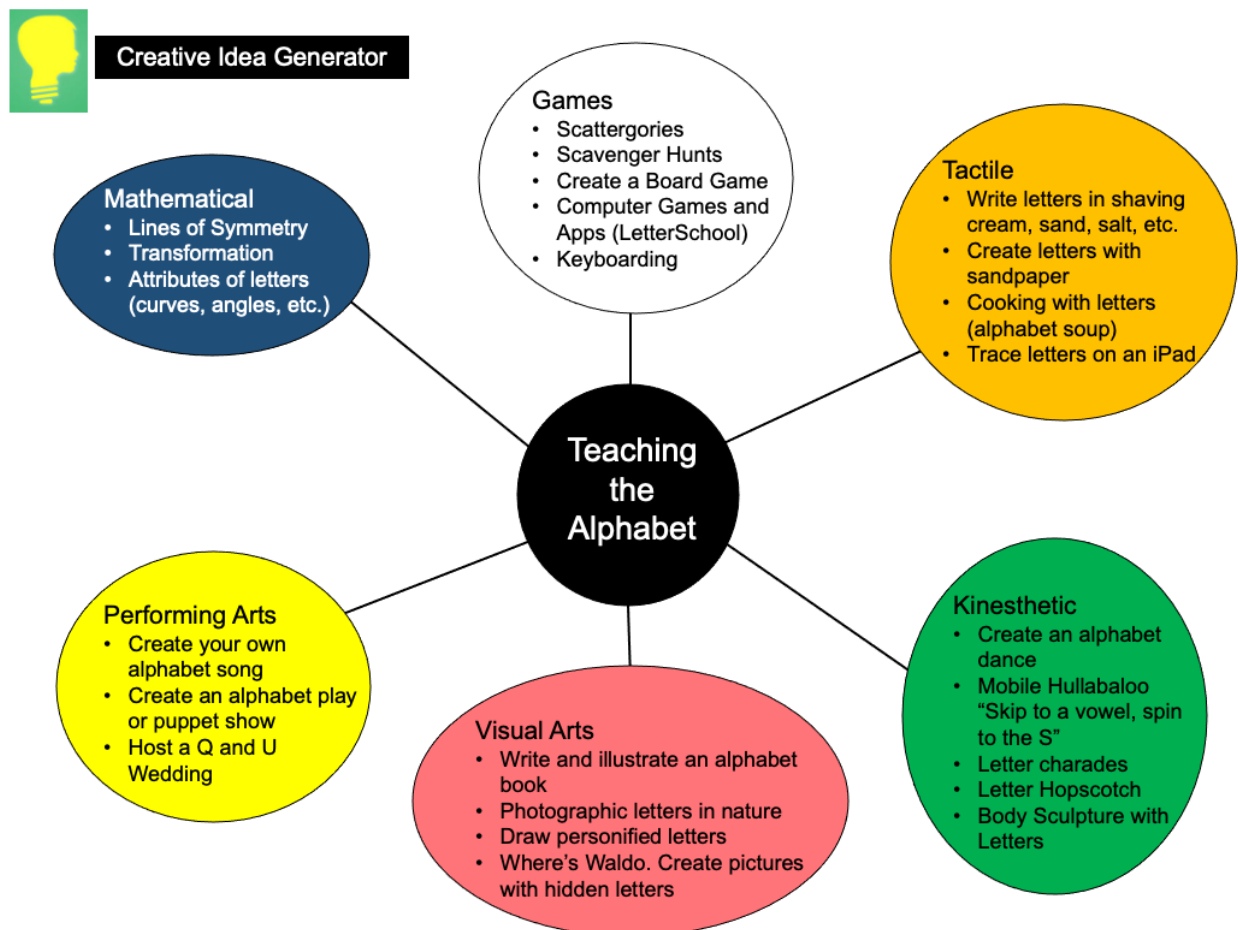 Creative Idea Generator
Games
• Scattergories
• Scavenger Hunts
• Create a Board Game
• Computer Games and
Apps (LetterSchool)
• Keyboarding
Mathematical
• Lines of Symmetry
• Transformation
• Attributes of letters
(curves, angles, etc.)
Tactile
• Write letters in shaving
cream, sand, salt, etc.
• Create letters with
sandpaper
• Cooking with letters
(alphabet soup)
• Trace letters on an iPad
Teaching
the
Alphabet
Performing Arts
• Create your own
alphabet song
• Create an alphabet play
or puppet show
• Host a Q and U
Wedding
Visual Arts
• Write and illustrate an alphabet
book
• Photographic letters in nature
• Draw personified letters
• Where’s Waldo. Create pictures
with hidden letters
Kinesthetic
• Create an alphabet
dance
• Mobile Hullabaloo
“Skip to a vowel, spin
to the S”
• Letter charades
• Letter Hopscotch
• Body Sculpture with
Letters